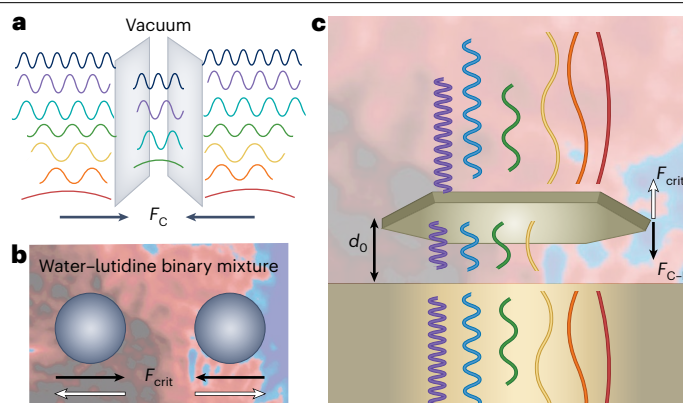 a
Vacuum
F_C
b
Water–lutidine binary mixture
F_crit
c
F_crit
d_0
F_C-